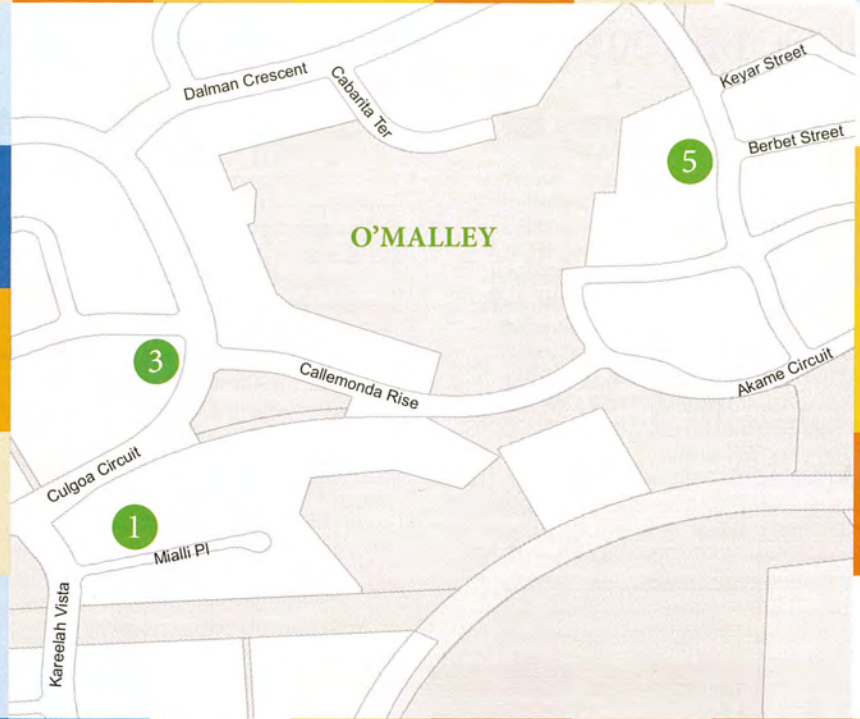 Keyar Street
Dalman Crescent
Cabarita Ter
Berbet Street
5
O'MALLEY
3
Callemonda Rise
Akame Circuit
Culgoa Circuit
1
Mialli Pl
Kareelah Vista